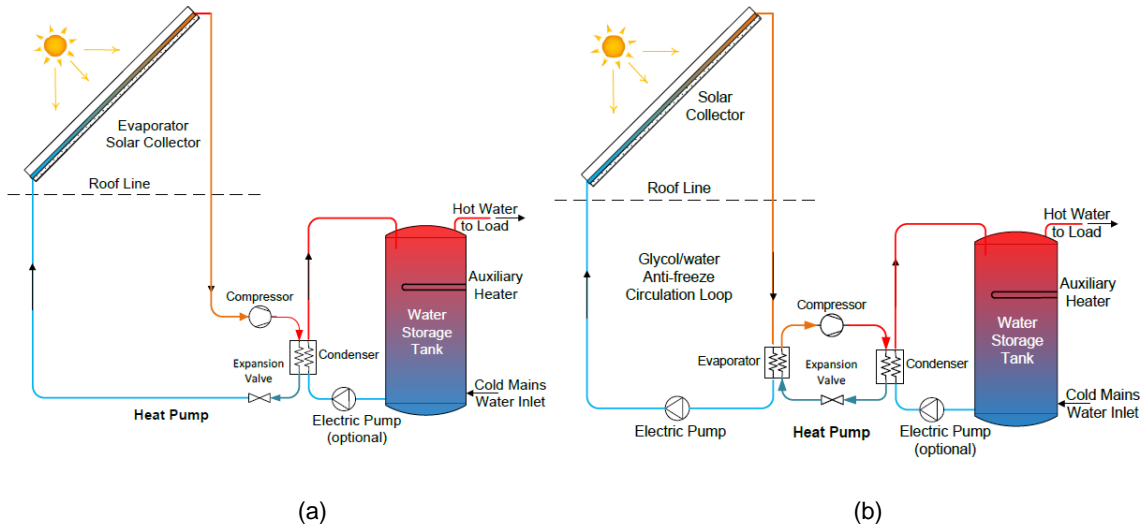 Evaporator
Solar Collector
Roof Line
Hot Water
to Load
Compressor
Auxiliary
Heater
Water
Storage
Tank
Condenser
Expansion
Valve
Cold Mains
Water Inlet
Heat Pump
Electric Pump
(optional)
(a)
Solar
Collector
Roof Line
Hot Water
to Load
Glycol/water
Anti-freeze
Circulation Loop
Compressor
Auxiliary
Heater
Water
Storage
Tank
Evaporator
Expansion
Valve
Condenser
Cold Mains
Water Inlet
Electric Pump
Heat Pump
Electric Pump
(optional)
(b)